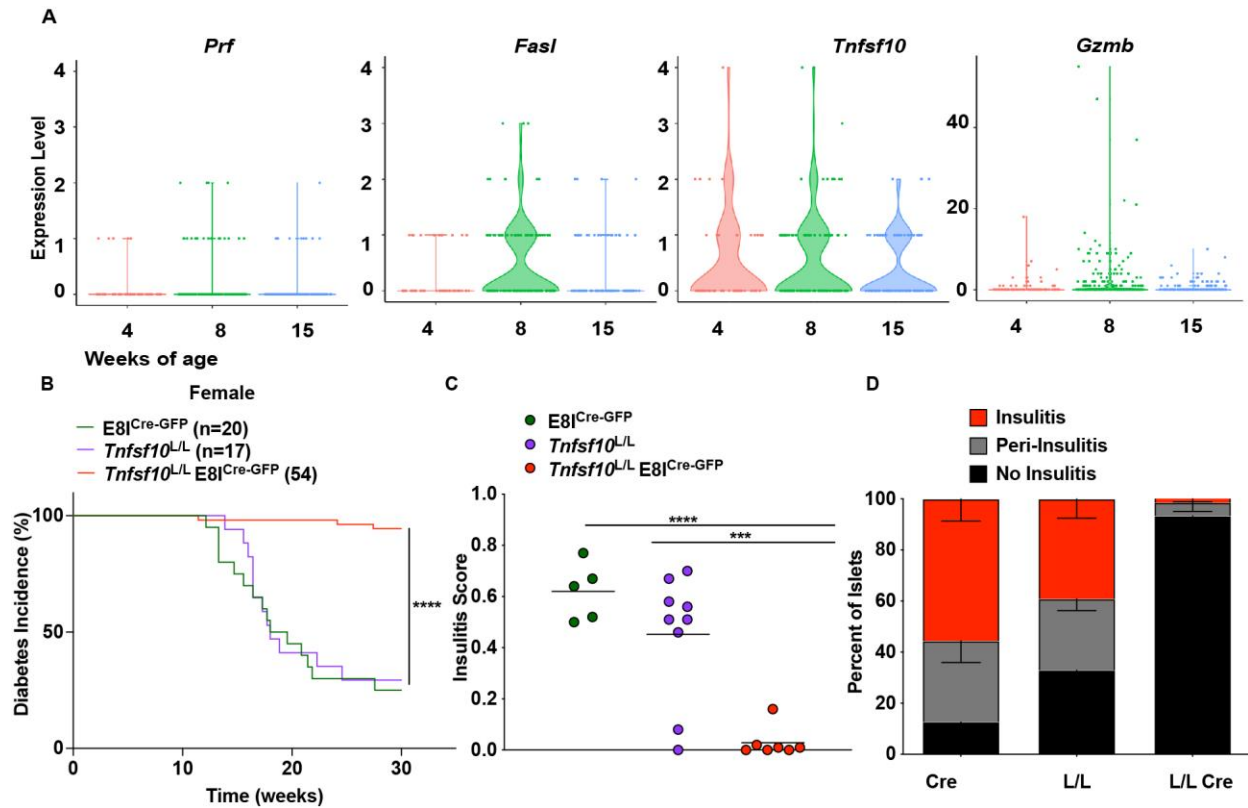 A
Prf
Fasl
Tnfsf10
Gzmb
Expression Level
4
3
2
1
0
4
8
15
4
3
2
1
0
4
8
15
4
3
2
1
0
4
8
15
40
20
0
4
8
15
Weeks of age
B
Female
E8I^Cre-GFP (n=20)
Tnfsf10^L/L (n=17)
Tnfsf10^L/L E8I^Cre-GFP (54)
Diabetes Incidence (%)
100
50
0
0
10
20
30
Time (weeks)
****
C
E8I^Cre-GFP
Tnfsf10^L/L
Tnfsf10^L/L E8I^Cre-GFP
Insulitis Score
1.0
0.8
0.6
0.4
0.2
0.0
****
***
D
Insulitis
Peri-Insulitis
No Insulitis
Percent of Islets
100
80
60
40
20
0
Cre
L/L
L/L Cre